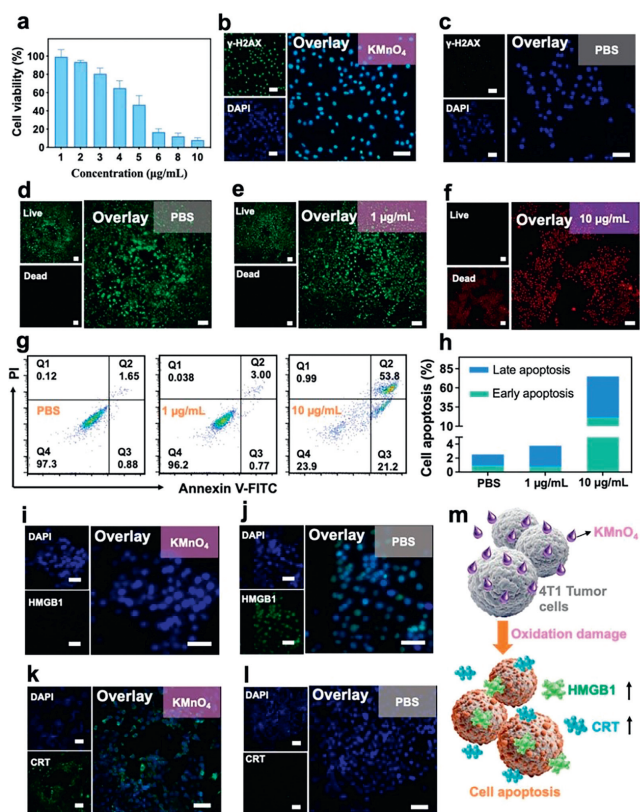 a
Cell viability (%)
100
80
60
40
20
0
1 2 3 4 5 6 8 10
Concentration (μg/mL)
b
γ-H2AX
DAPI
Overlay
KMnO4
c
γ-H2AX
DAPI
Overlay
PBS
d
Live
Dead
Overlay
PBS
e
Live
Dead
Overlay
1 μg/mL
f
Live
Dead
Overlay
10 μg/mL
g
PI
Q1
0.12
Q2
1.65
PBS
Q4
97.3
Q3
0.88
Q1
0.038
Q2
3.00
1 μg/mL
Q4
96.2
Q3
0.77
Q1
0.99
Q2
53.8
10 μg/mL
Q4
23.9
Q3
21.2
Annexin V-FITC
h
Cell apoptosis (%)
85
60
35
10
4
2
0
Late apoptosis
Early apoptosis
PBS 1 μg/mL 10 μg/mL
i
DAPI
HMGB1
Overlay
KMnO4
j
DAPI
HMGB1
Overlay
PBS
k
DAPI
CRT
Overlay
KMnO4
l
DAPI
CRT
Overlay
PBS
m
KMnO4
4T1 Tumor
cells
Oxidation damage
HMGB1
CRT
Cell apoptosis